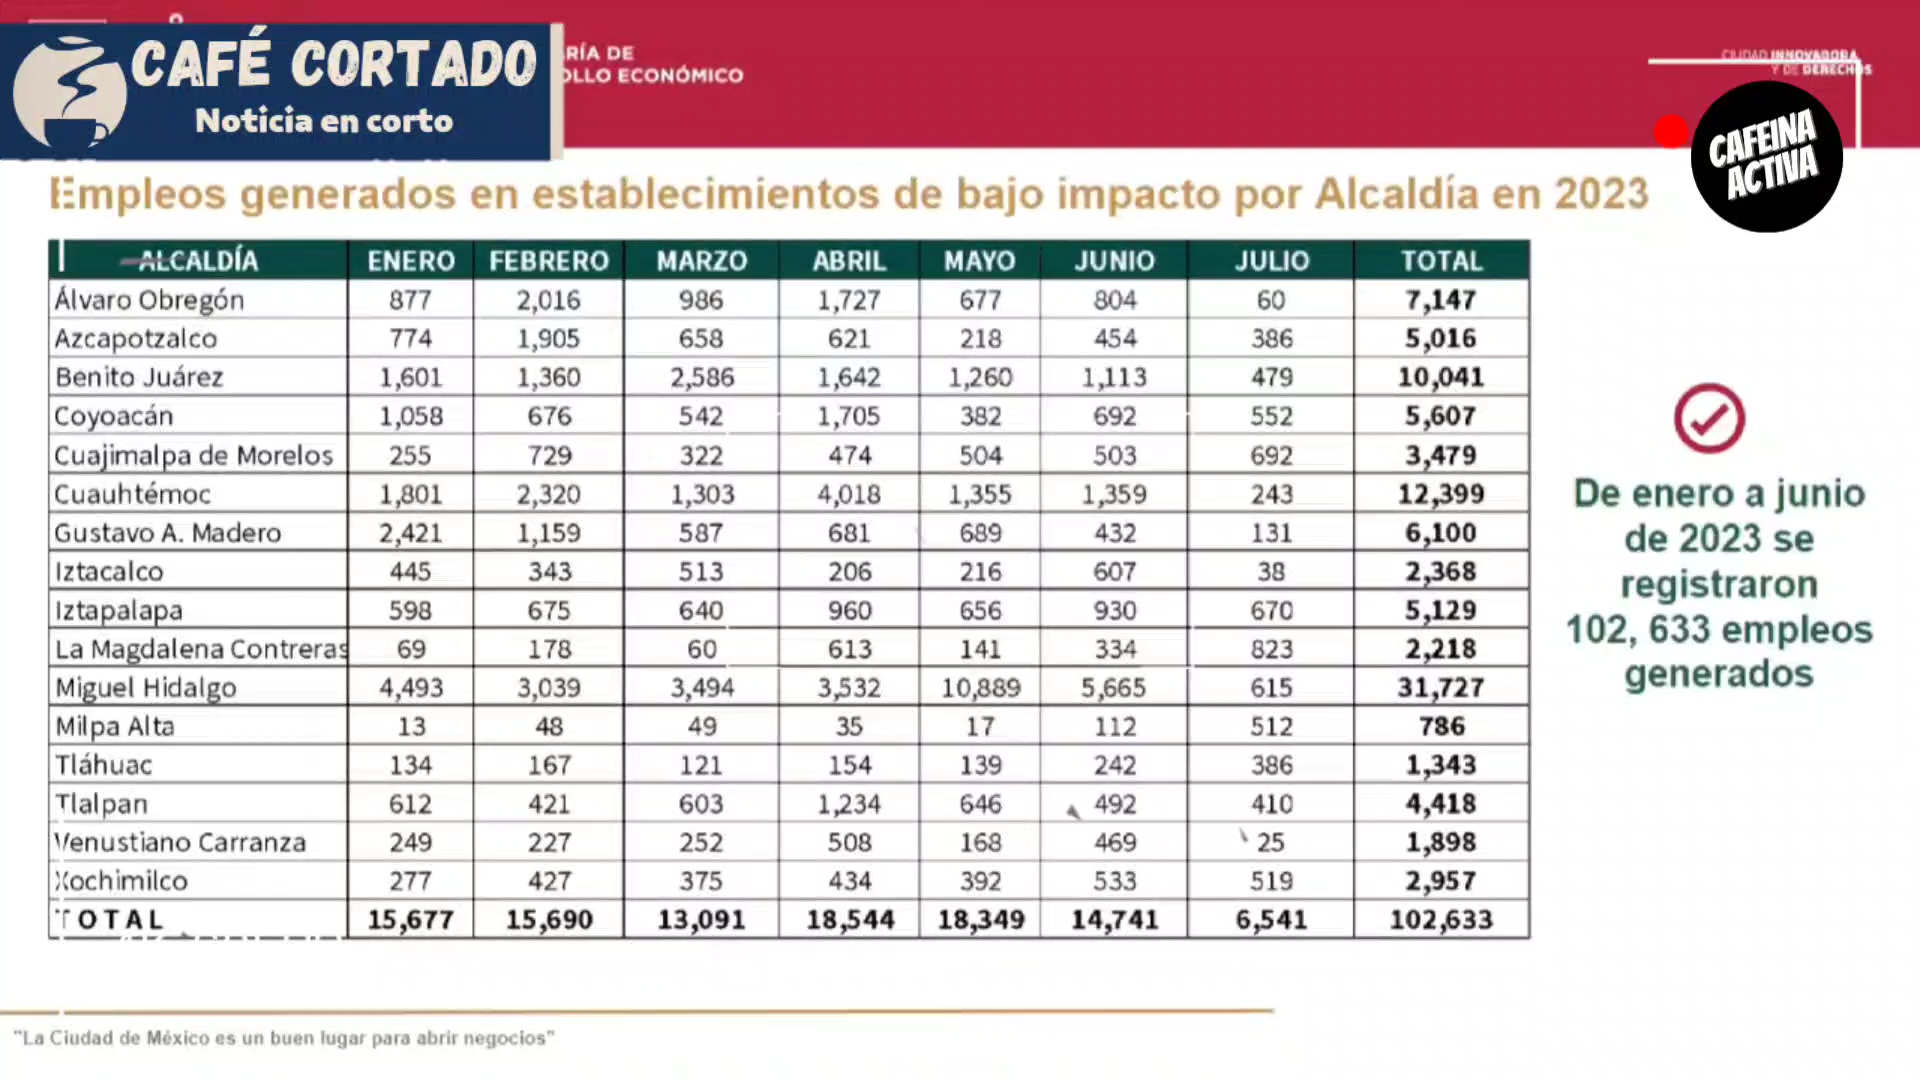 CAFÉ CORTADO
Noticia en corto
RÍA DE
OLLO ECONÓMICO
CIUDAD INNOVADORA
Y DE DERECHOS
CAFEINA
ACTIVA
Empleos generados en establecimientos de bajo impacto por Alcaldía en 2023
ALCALDÍA ENERO FEBRERO MARZO ABRIL MAYO JUNIO JULIO TOTAL
Álvaro Obregón 877 2,016 986 1,727 677 804 60 7,147
Azcapotzalco 774 1,905 658 621 218 454 386 5,016
Benito Juárez 1,601 1,360 2,586 1,642 1,260 1,113 479 10,041
Coyoacán 1,058 676 542 1,705 382 692 552 5,607
Cuajimalpa de Morelos 255 729 322 474 504 503 692 3,479
Cuauhtémoc 1,801 2,320 1,303 4,018 1,355 1,359 243 12,399
Gustavo A. Madero 2,421 1,159 587 681 689 432 131 6,100
Iztacalco 445 343 513 206 216 607 38 2,368
Iztapalapa 598 675 640 960 656 930 670 5,129
La Magdalena Contreras 69 178 60 613 141 334 823 2,218
Miguel Hidalgo 4,493 3,039 3,494 3,532 10,889 5,665 615 31,727
Milpa Alta 13 48 49 35 17 112 512 786
Tláhuac 134 167 121 154 139 242 386 1,343
Tlalpan 612 421 603 1,234 646 492 410 4,418
Venustiano Carranza 249 227 252 508 168 469 25 1,898
Xochimilco 277 427 375 434 392 533 519 2,957
TOTAL 15,677 15,690 13,091 18,544 18,349 14,741 6,541 102,633
De enero a junio
de 2023 se
registraron
102, 633 empleos
generados
"La Ciudad de México es un buen lugar para abrir negocios"